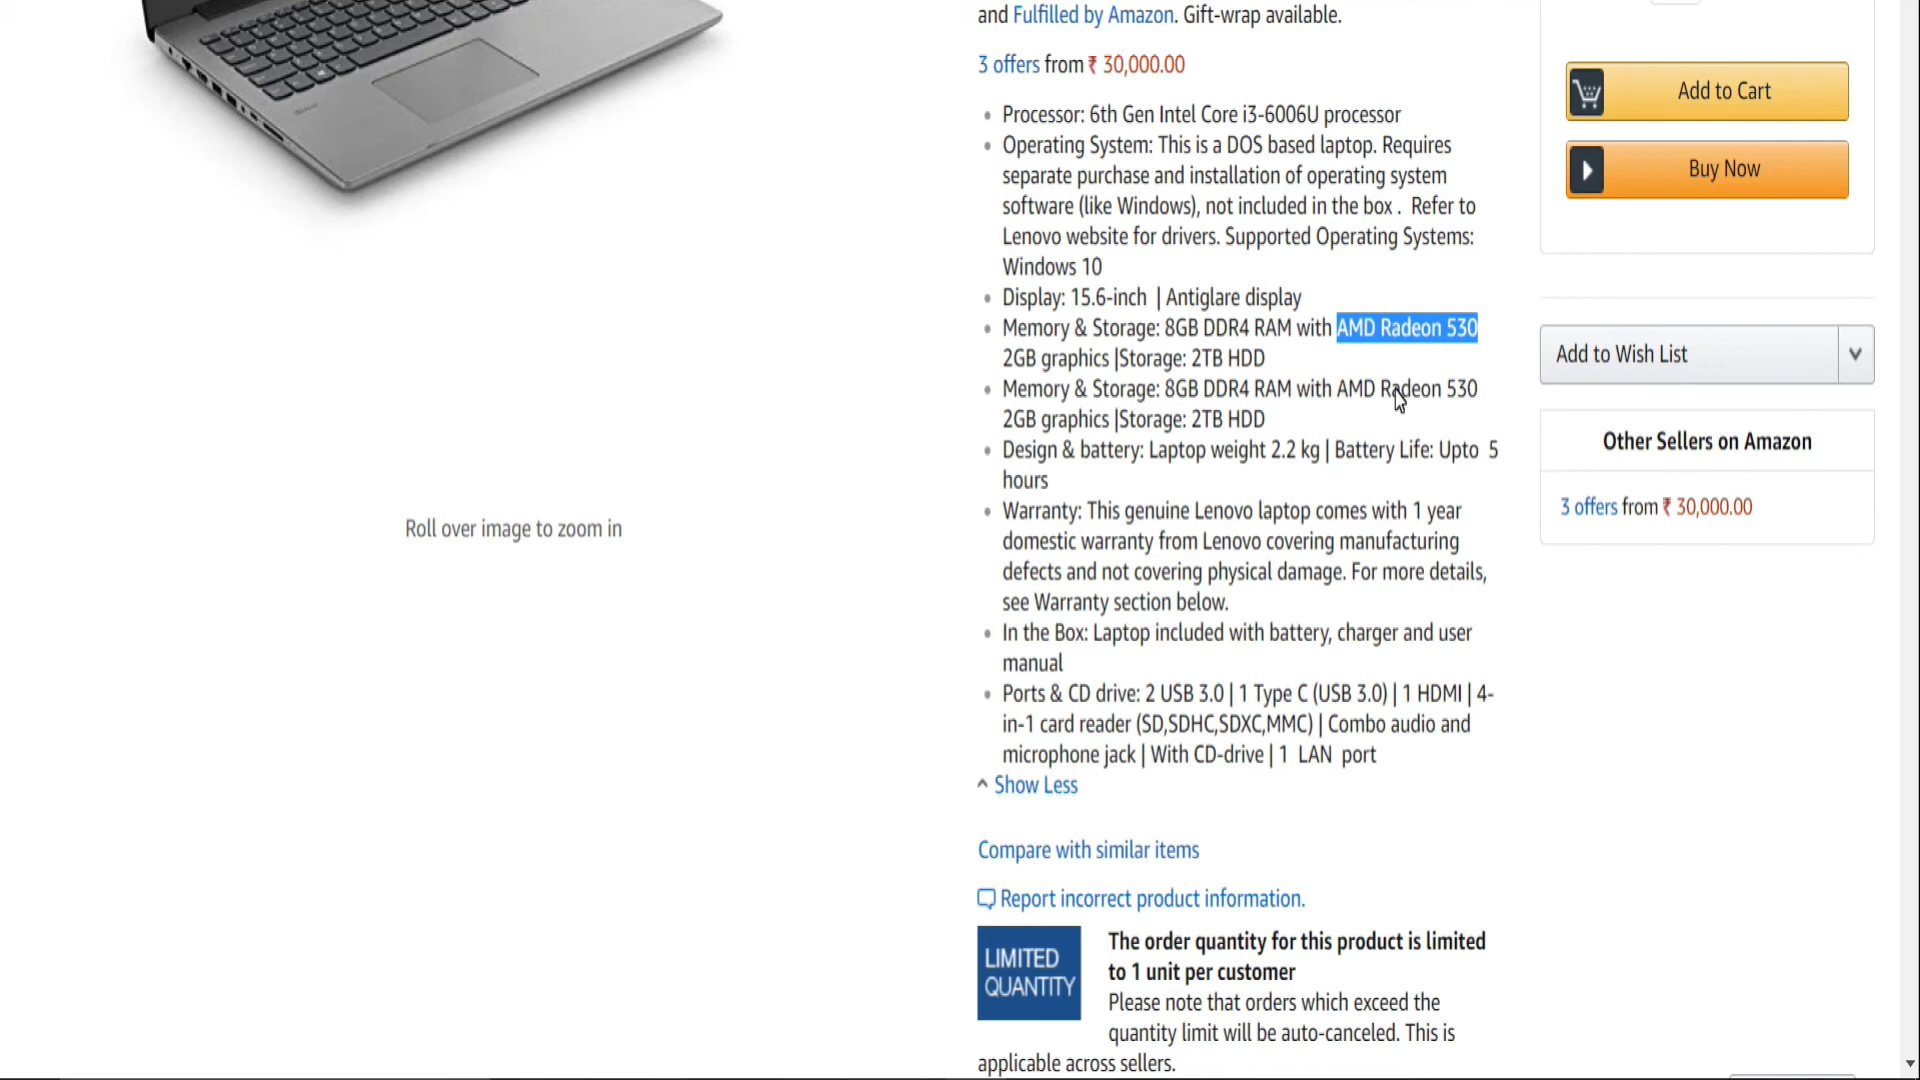 and Fulfilled by Amazon. Gift-wrap available.
3 offers from ₹ 30,000.00
Processor: 6th Gen Intel Core i3-6006U processor
Operating System: This is a DOS based laptop. Requires
separate purchase and installation of operating system
software (like Windows), not included in the box . Refer to
Lenovo website for drivers. Supported Operating Systems:
Windows 10
Display: 15.6-inch | Antiglare display
Memory & Storage: 8GB DDR4 RAM with AMD Radeon 530
2GB graphics |Storage: 2TB HDD
Memory & Storage: 8GB DDR4 RAM with AMD Radeon 530
2GB graphics |Storage: 2TB HDD
Design & battery: Laptop weight 2.2 kg | Battery Life: Upto 5
hours
Warranty: This genuine Lenovo laptop comes with 1 year
domestic warranty from Lenovo covering manufacturing
defects and not covering physical damage. For more details,
see Warranty section below.
In the Box: Laptop included with battery, charger and user
manual
Ports & CD drive: 2 USB 3.0 | 1 Type C (USB 3.0) | 1 HDMI | 4-
in-1 card reader (SD,SDHC,SDXC,MMC) | Combo audio and
microphone jack | With CD-drive | 1 LAN port
Show Less
Compare with similar items
Report incorrect product information.
LIMITED
QUANTITY
The order quantity for this product is limited
to 1 unit per customer
Please note that orders which exceed the
quantity limit will be auto-canceled. This is
applicable across sellers.
Roll over image to zoom in
Add to Cart
Buy Now
Add to Wish List
Other Sellers on Amazon
3 offers from ₹ 30,000.00